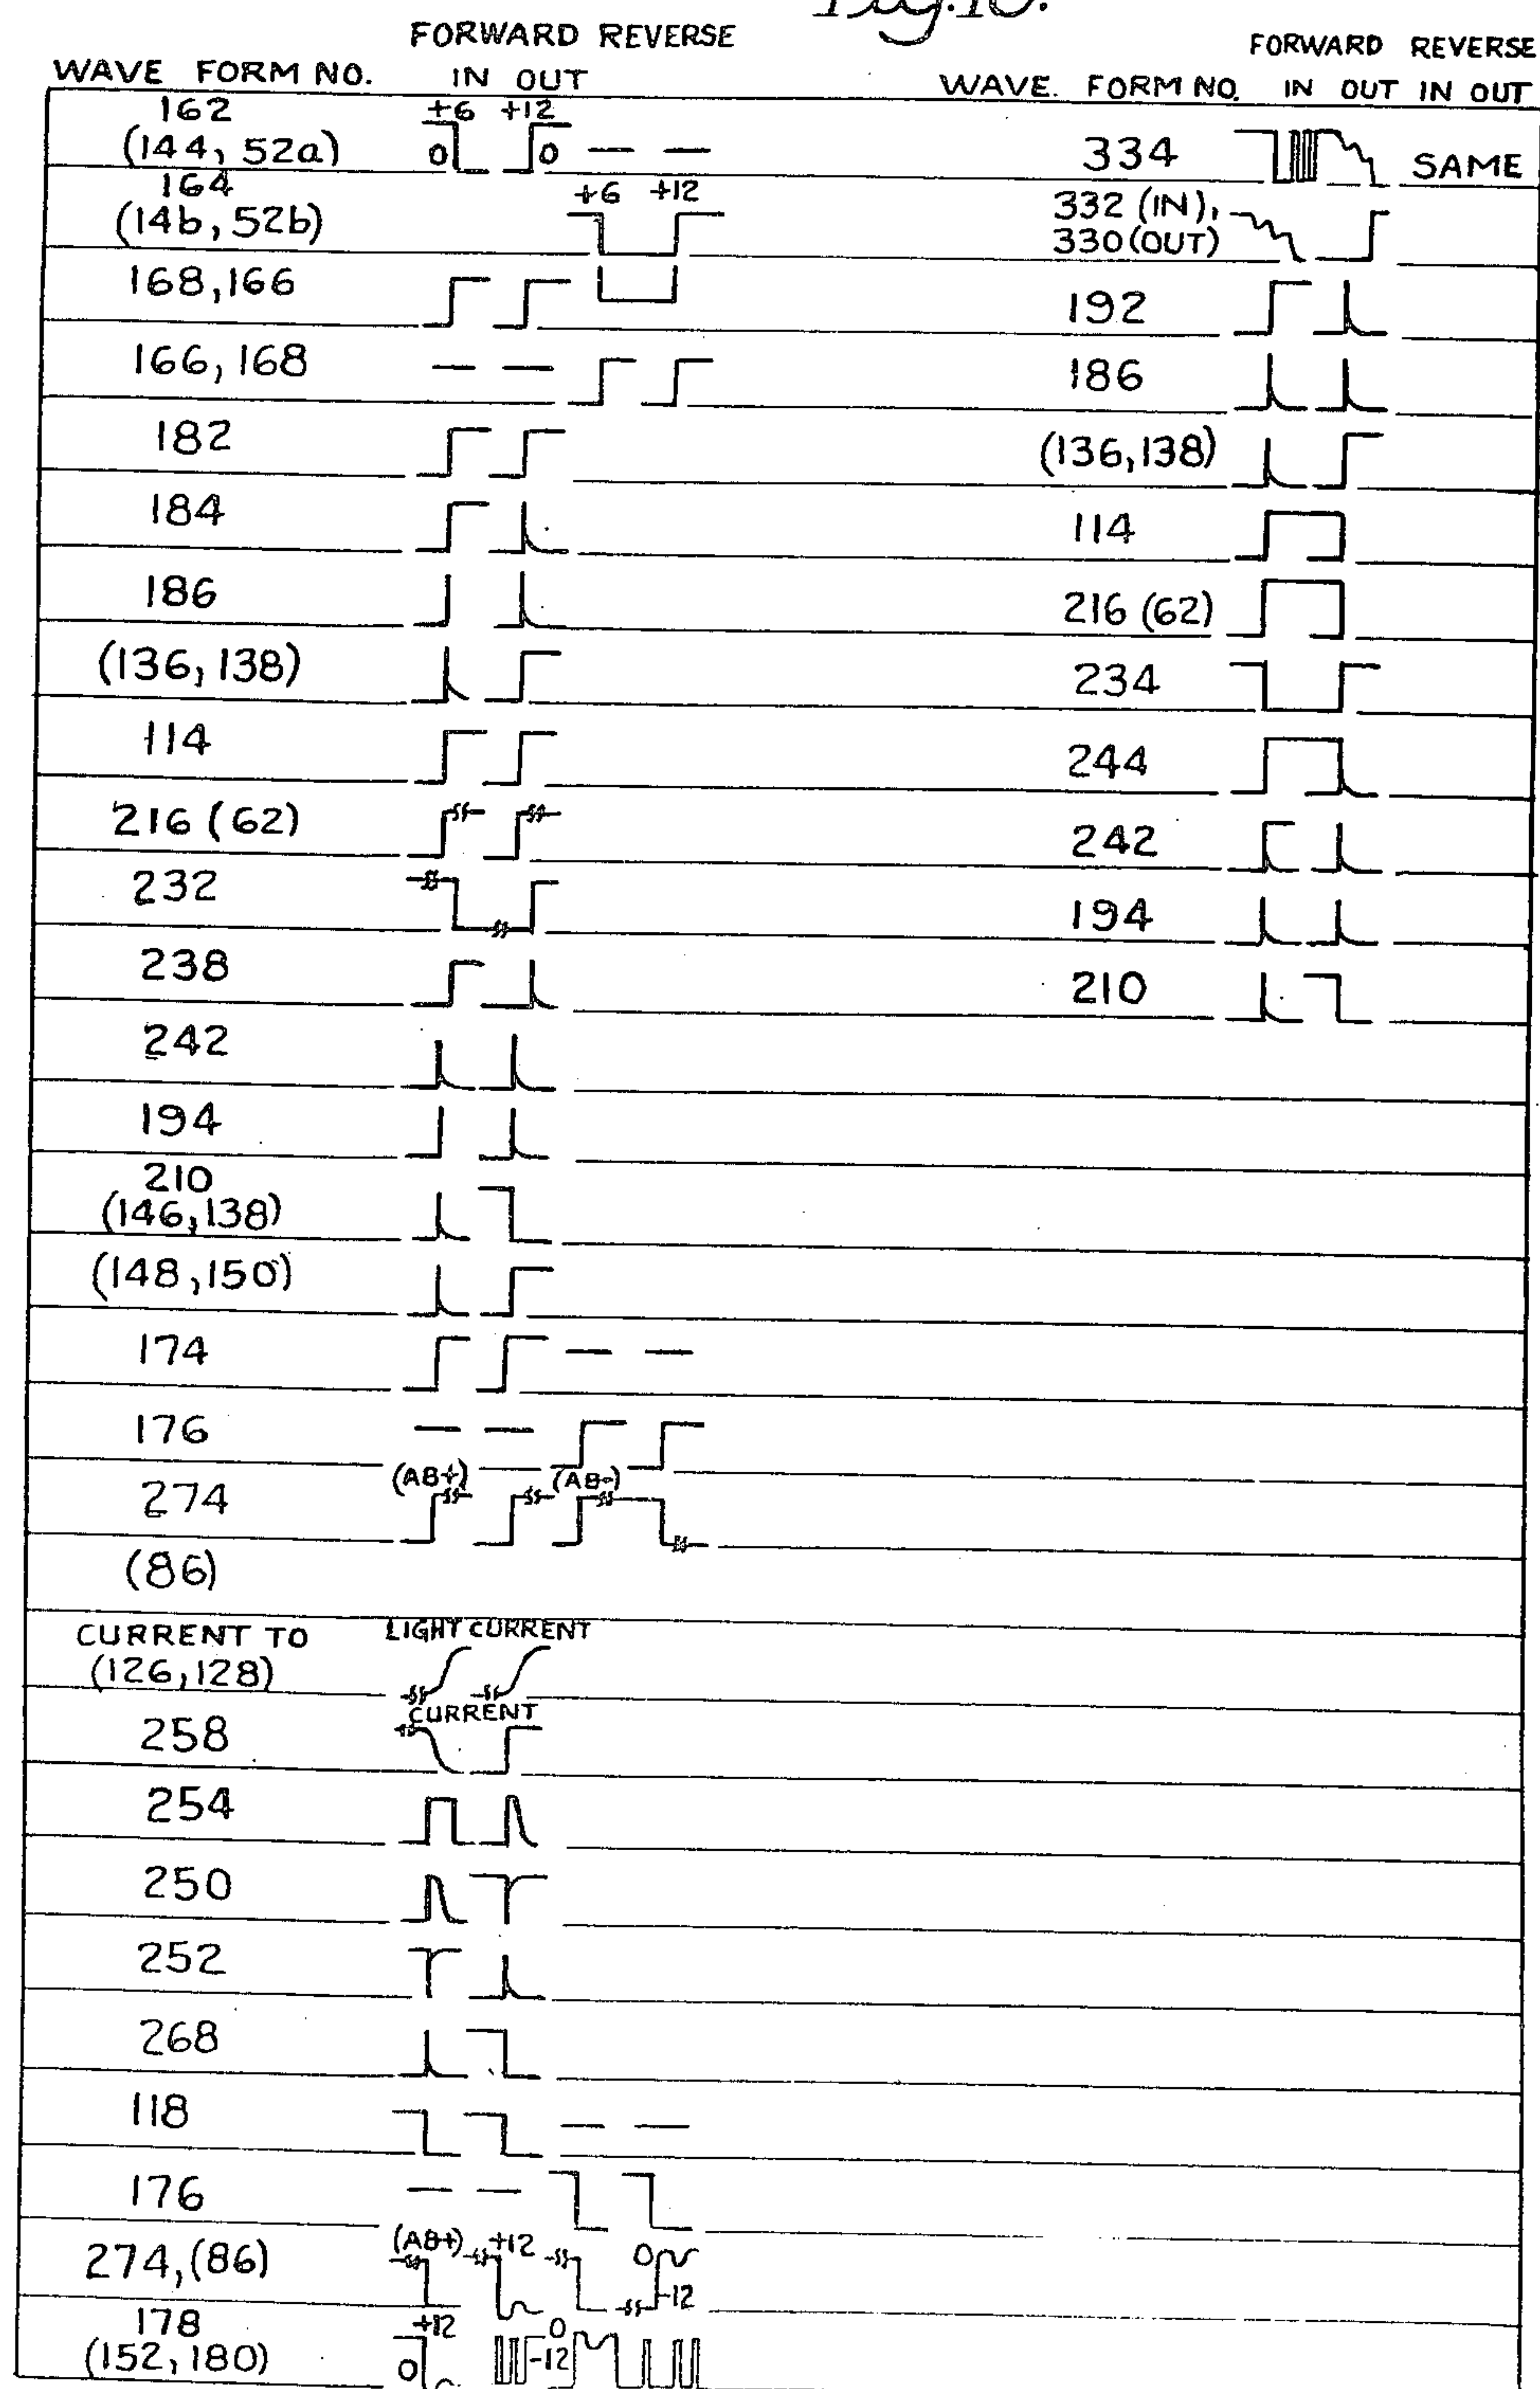 Fig. 10.
FORWARD REVERSE
WAVE FORM NO. IN OUT
162 +6 +12
(144, 52a) 0 0
164 +6 +12
(14b, 52b)
168,166
166, 168
182
184
186
(136, 138)
114
216 (62)
232
238
242
194
210
(146,138)
(148,150)
174
176
(AB+) (AB-)
274
(86)
CURRENT TO LIGHT CURRENT
(126,128)
CURRENT
258
254
250
252
268
118
176
(AB+) +12 0
274,(86) -12
178 +12 0
(152,180) 0 -12
FORWARD REVERSE
WAVE. FORM NO. IN OUT IN OUT
334 SAME
332 (IN),
330 (OUT)
192
186
(136,138)
114
216 (62)
234
244
242
194
210